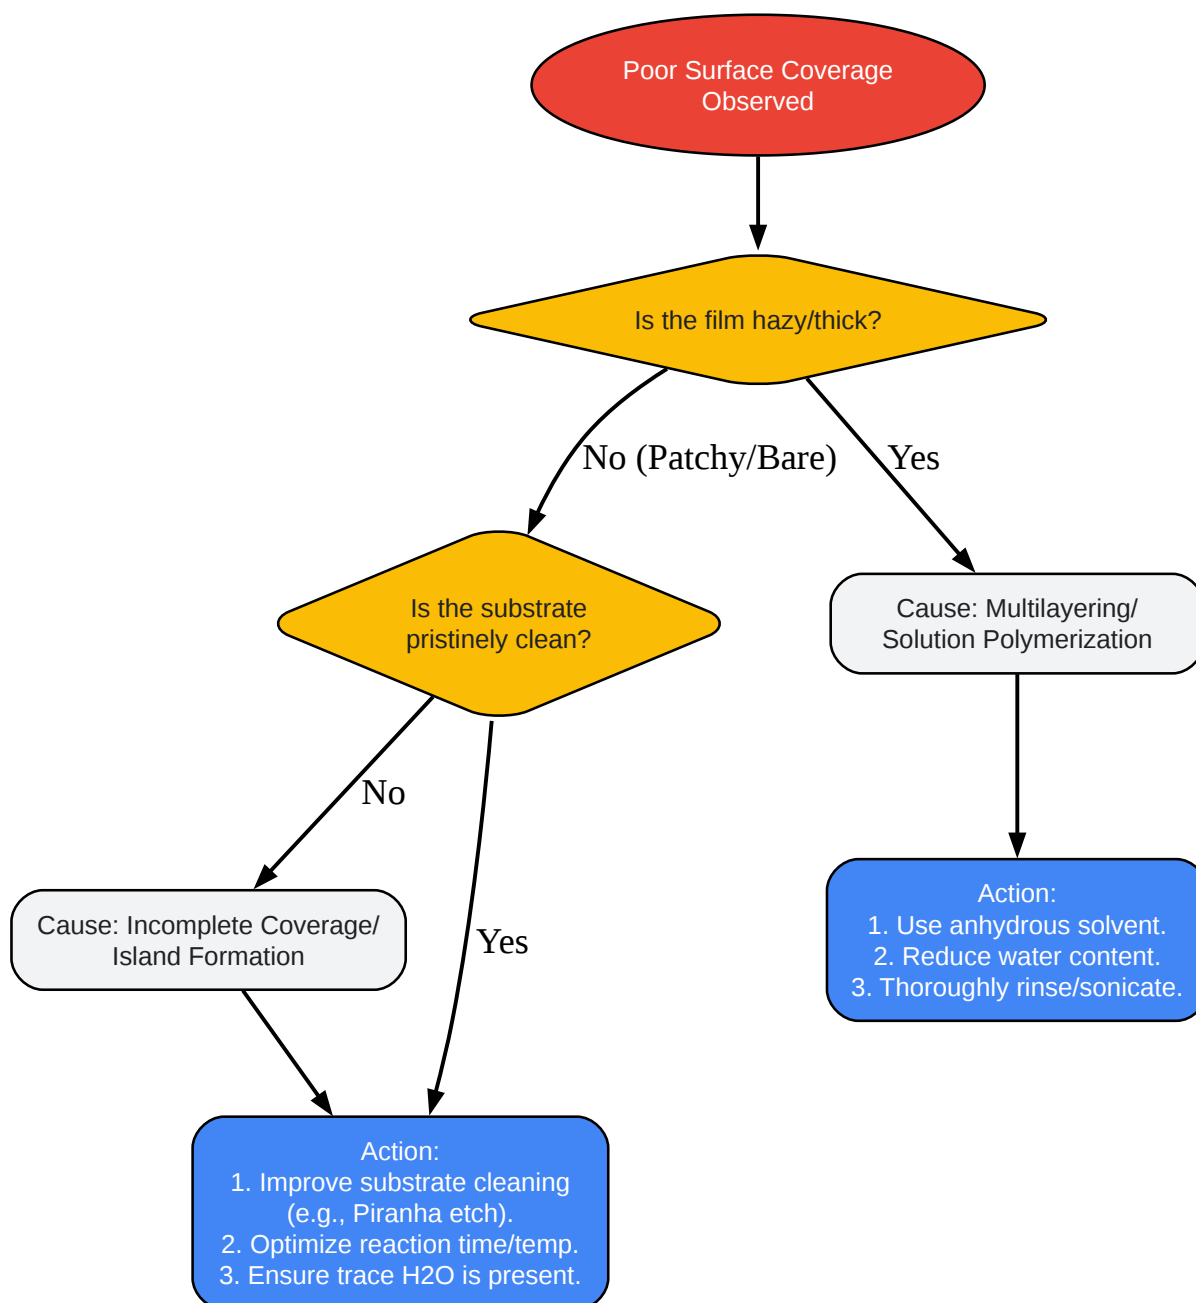 Poor Surface Coverage
Observed
Is the film hazy/thick?
No (Patchy/Bare)
Yes
Is the substrate
pristinely clean?
Cause: Multilayering/
Solution Polymerization
No
Yes
Cause: Incomplete Coverage/
Island Formation
Action:
1. Use anhydrous solvent.
2. Reduce water content.
3. Thoroughly rinse/sonicate.
Action:
1. Improve substrate cleaning
(e.g., Piranha etch).
2. Optimize reaction time/temp.
3. Ensure trace H2O is present.